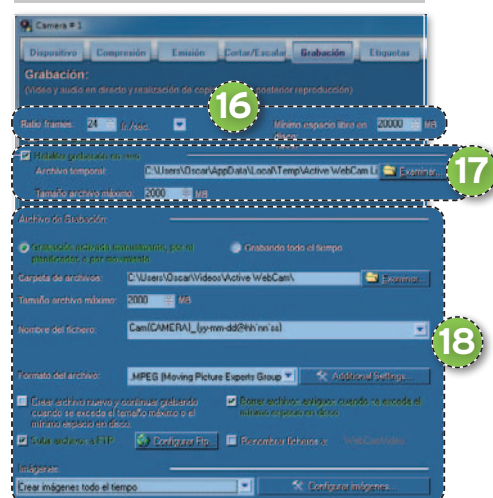 Camera # 1
Dispositivo Compresión Emisión Cortar/Escalar Grabación Etiquetas
Grabación:
(Video y audio en directo y realización de cop posterior reproducción)
16
Ratio frames: 24 fr./sec. Mínimo espacio libre en disco: 20000 MB
Habilitar grabación en
Archivo temporal: C:\Users\Oscar\AppData\Local\Temp\Active WebCam Li Examinar...
17
Tamaño archivo máximo: 2000 MB
Archivo de Grabación:
Grabación activada manualmente, por el planificador o por movimiento Grabando todo el tiempo
Carpeta de archivos: C:\Users\Oscar\Videos\Active WebCam\ Examinar...
Tamaño archivo máximo: 2000 MB
Nombre del fichero: Cam(CAMERA)_(yy-mm-dd@hh'nn'ss)
18
Formato del archivo: .MPEG (Moving Picture Experts Group Additional Settings...
Crear archivo nuevo y continuar grabando cuando se excede el tamaño máximo o el mínimo espacio en disco.
Borrar archivos antiguos cuando se exceda el mínimo espacio en disco.
Subir archivos a FTP Configurar Ftp... Renombrar ficheros a: WebCamVideo
Imágenes:
Crear imágenes todo el tiempo Configurar imágenes...